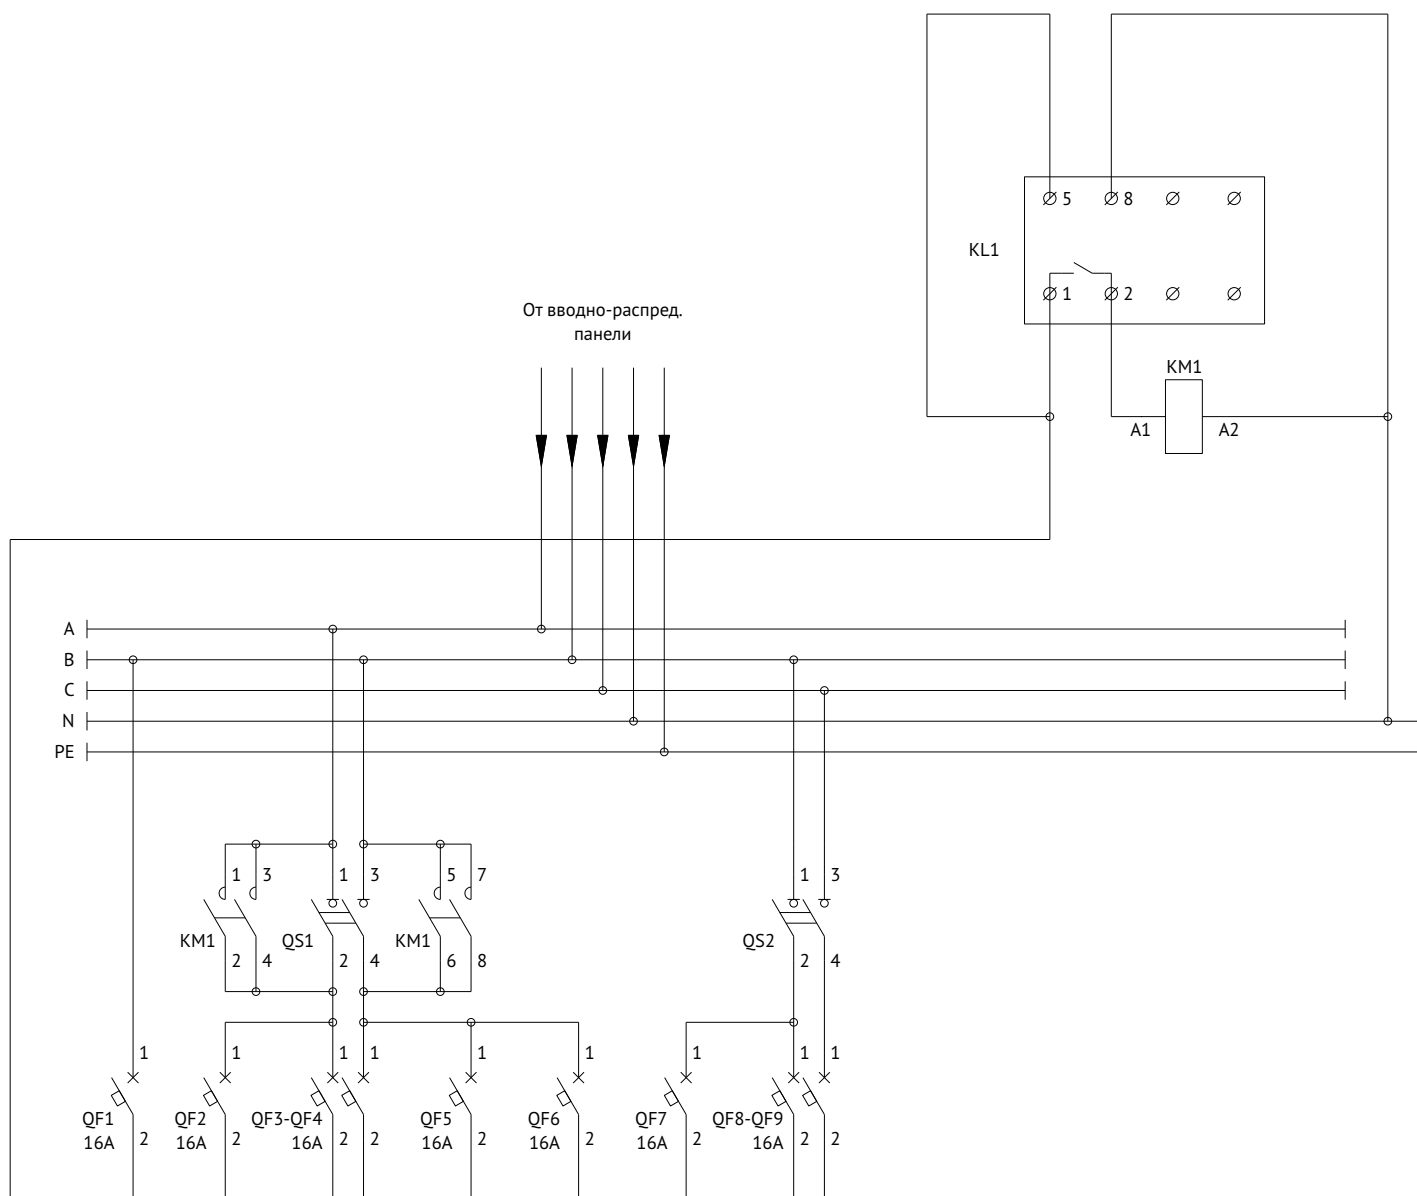 5 8
KL1
1 2
От вводно-распред.
панели
KM1
A1 A2
A
B
C
N
PE
1 3 1 3 5 7 1 3
KM1 QS1 KM1 QS2
2 4 2 4 6 8 2 4
1 1 1 1 1 1 1 1 1
QF1 QF2 QF3-QF4 QF5 QF6 QF7 QF8-QF9
16A 2 16A 2 16A 2 2 16A 2 16A 2 16A 2 16A 2 2